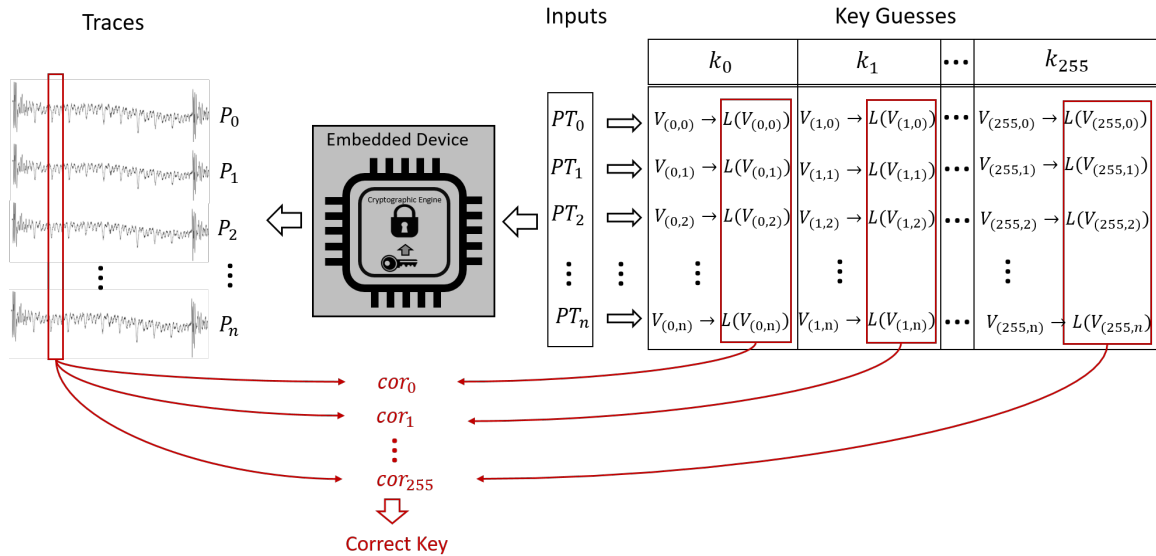 Traces
Inputs
Key Guesses
k₀ k₁ ••• k₂₅₅
P₀
P₁
P₂
Pₙ
Embedded Device
Cryptographic Engine
PT₀
PT₁
PT₂
PTₙ
V₍₀,₀₎ → L(V₍₀,₀₎) V₍₁,₀₎ → L(V₍₁,₀₎) ••• V₍₂₅₅,₀₎ → L(V₍₂₅₅,₀₎)
V₍₀,₁₎ → L(V₍₀,₁₎) V₍₁,₁₎ → L(V₍₁,₁₎) ••• V₍₂₅₅,₁₎ → L(V₍₂₅₅,₁₎)
V₍₀,₂₎ → L(V₍₀,₂₎) V₍₁,₂₎ → L(V₍₁,₂₎) ••• V₍₂₅₅,₂₎ → L(V₍₂₅₅,₂₎)
V₍₀,ₙ₎ → L(V₍₀,ₙ₎) V₍₁,ₙ₎ → L(V₍₁,ₙ₎) ••• V₍₂₅₅,ₙ₎ → L(V₍₂₅₅,ₙ)
cor₀
cor₁
cor₂₅₅
Correct Key